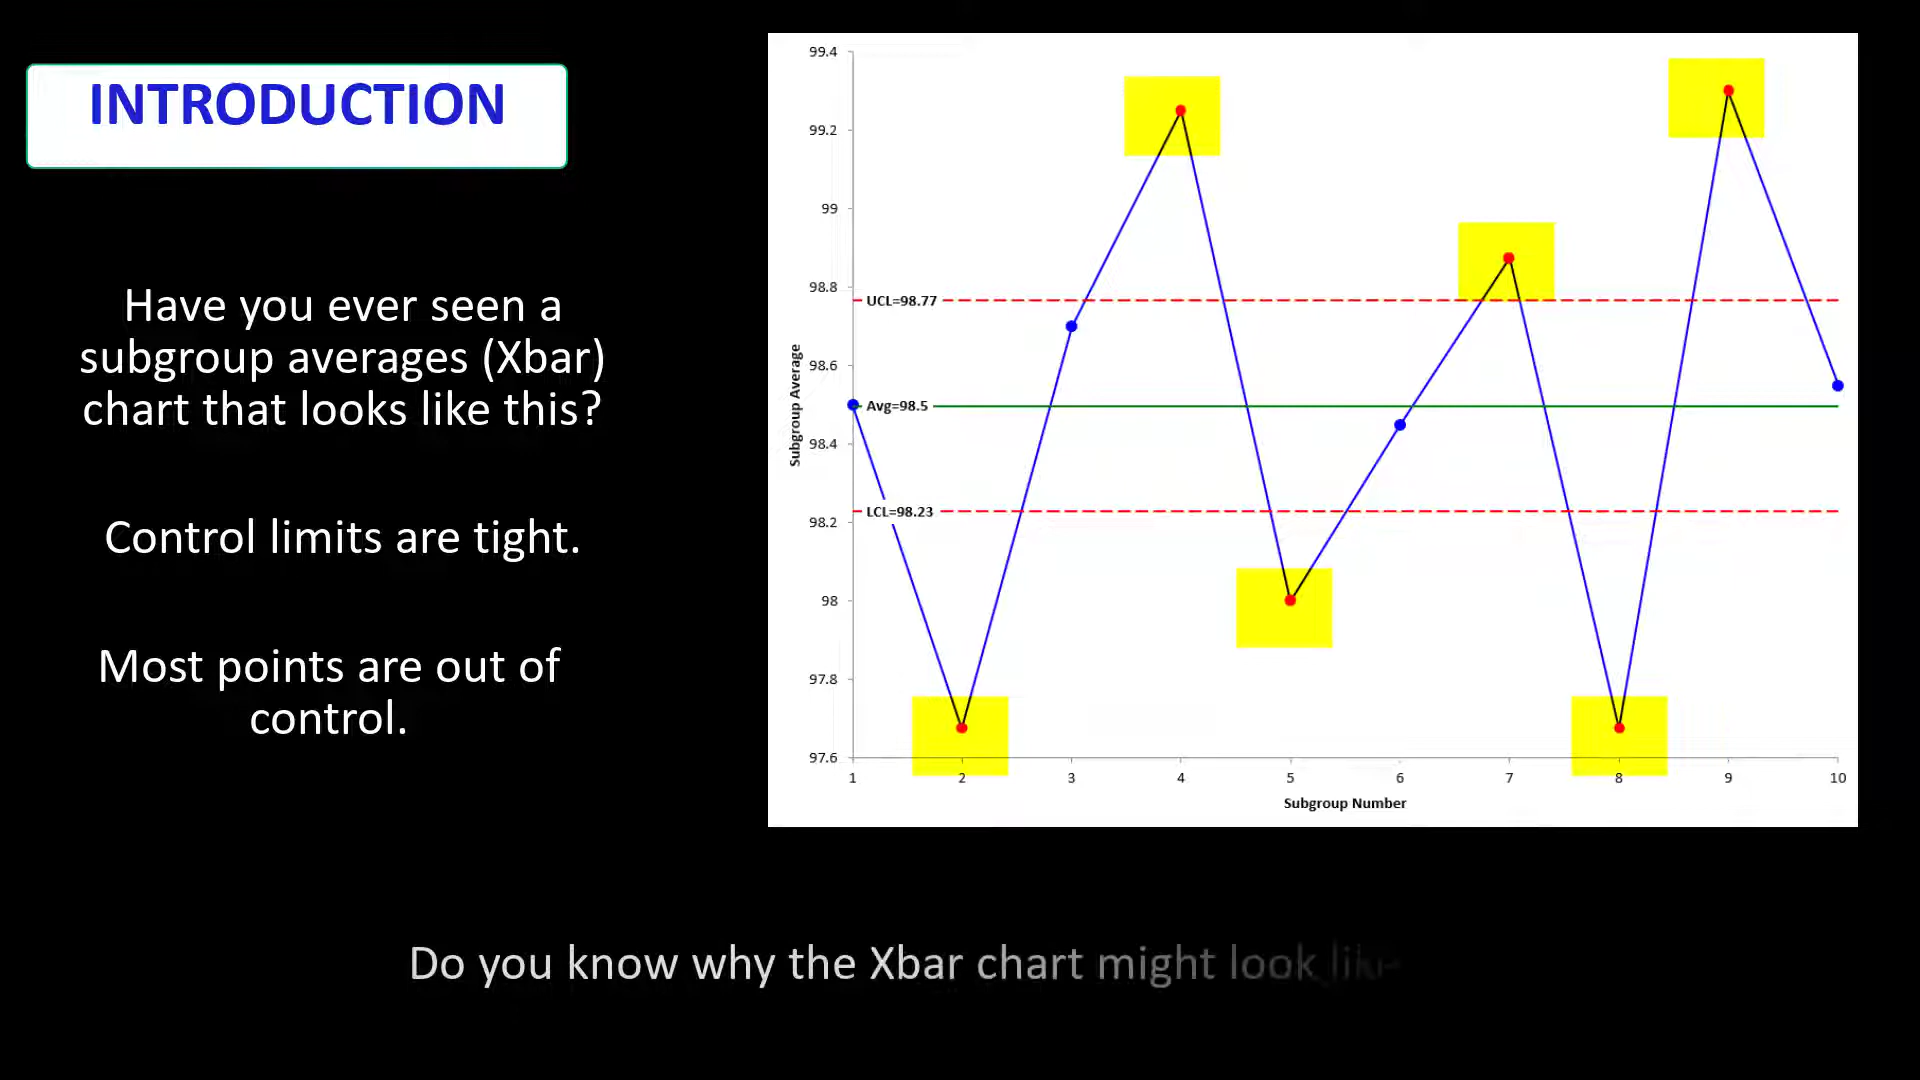 INTRODUCTION
Have you ever seen a
subgroup averages (Xbar)
chart that looks like this?
Control limits are tight.
Most points are out of
control.
99.4
99.2
99
98.8
98.6
98.4
98.2
98
97.8
97.6
Subgroup Average
UCL=98.77
Avg=98.5
LCL=98.23
1 2 3 4 5 6 7 8 9 10
Subgroup Number
Do you know why the Xbar chart might look